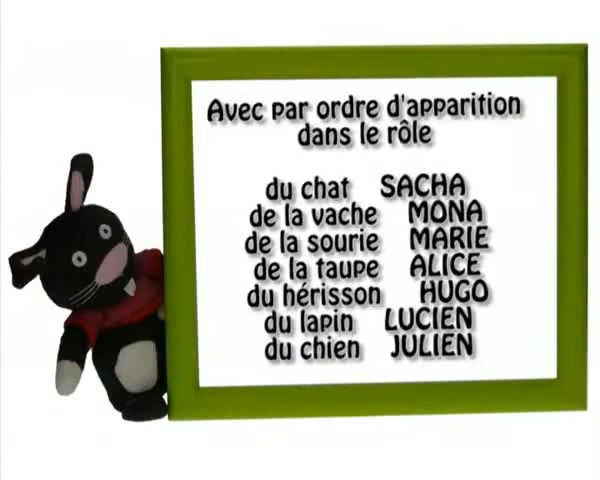 Avec par ordre d'apparition
dans le rôle
du chat SACHA
de la vache MONA
de la sourie MARIE
de la taupe ALICE
du hérisson HUGO
du lapin LUCIEN
du chien JULIEN